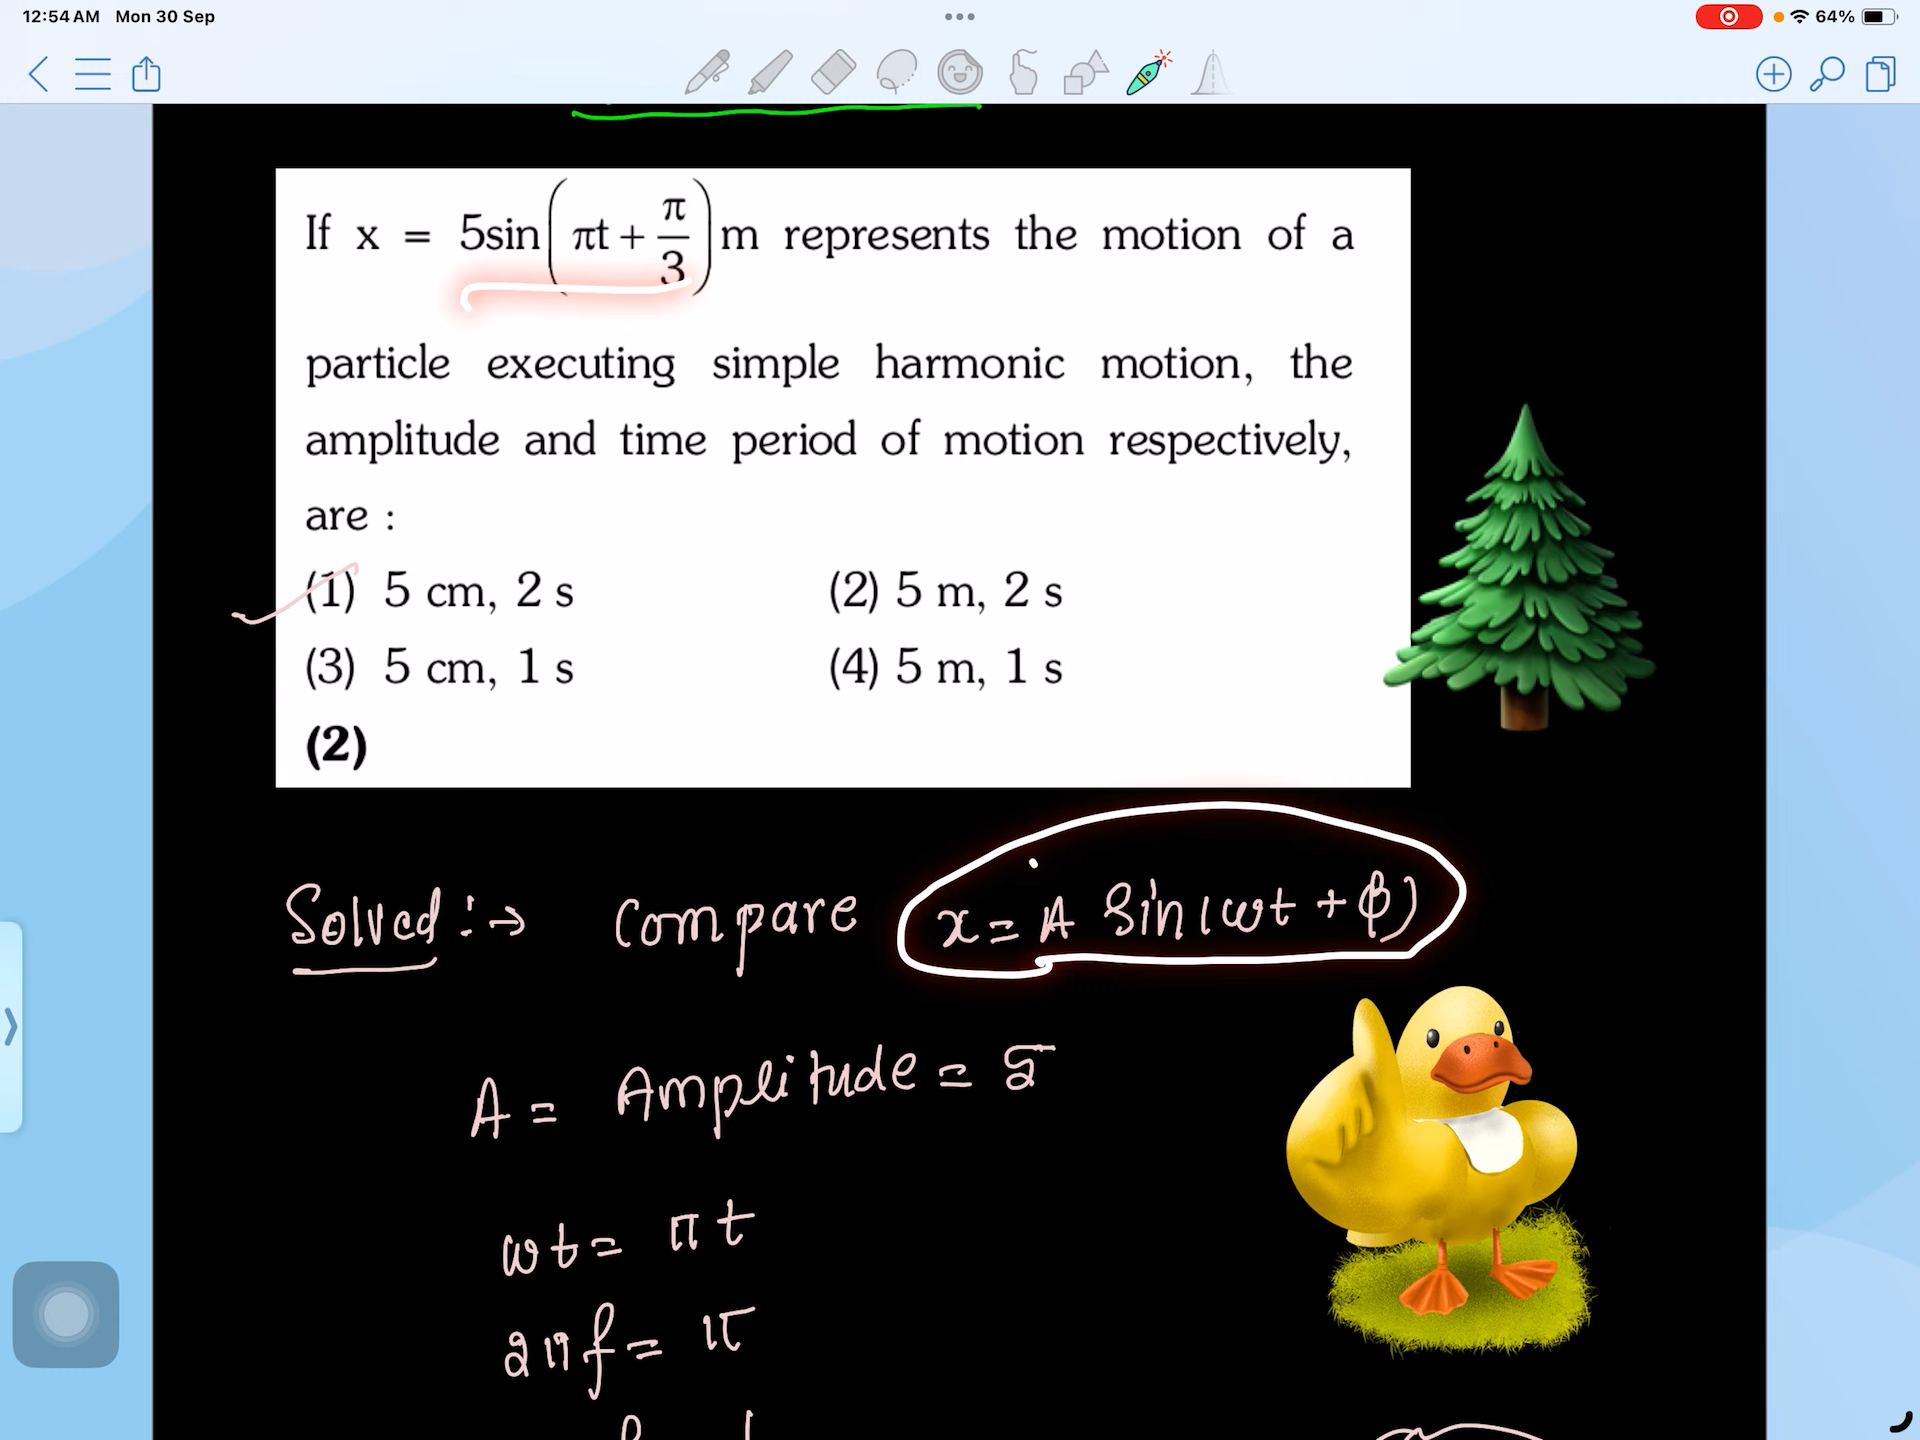 12:54 AM Mon 30 Sep
64%
If x = 5sin(πt + π/3) m represents the motion of a
particle executing simple harmonic motion, the
amplitude and time period of motion respectively,
are :
(1) 5 cm, 2 s (2) 5 m, 2 s
(3) 5 cm, 1 s (4) 5 m, 1 s
(2)
Solved :→ Compare x = A Sin(ωt + φ)
A = Amplitude = 5
ωt = πt
2πf = π